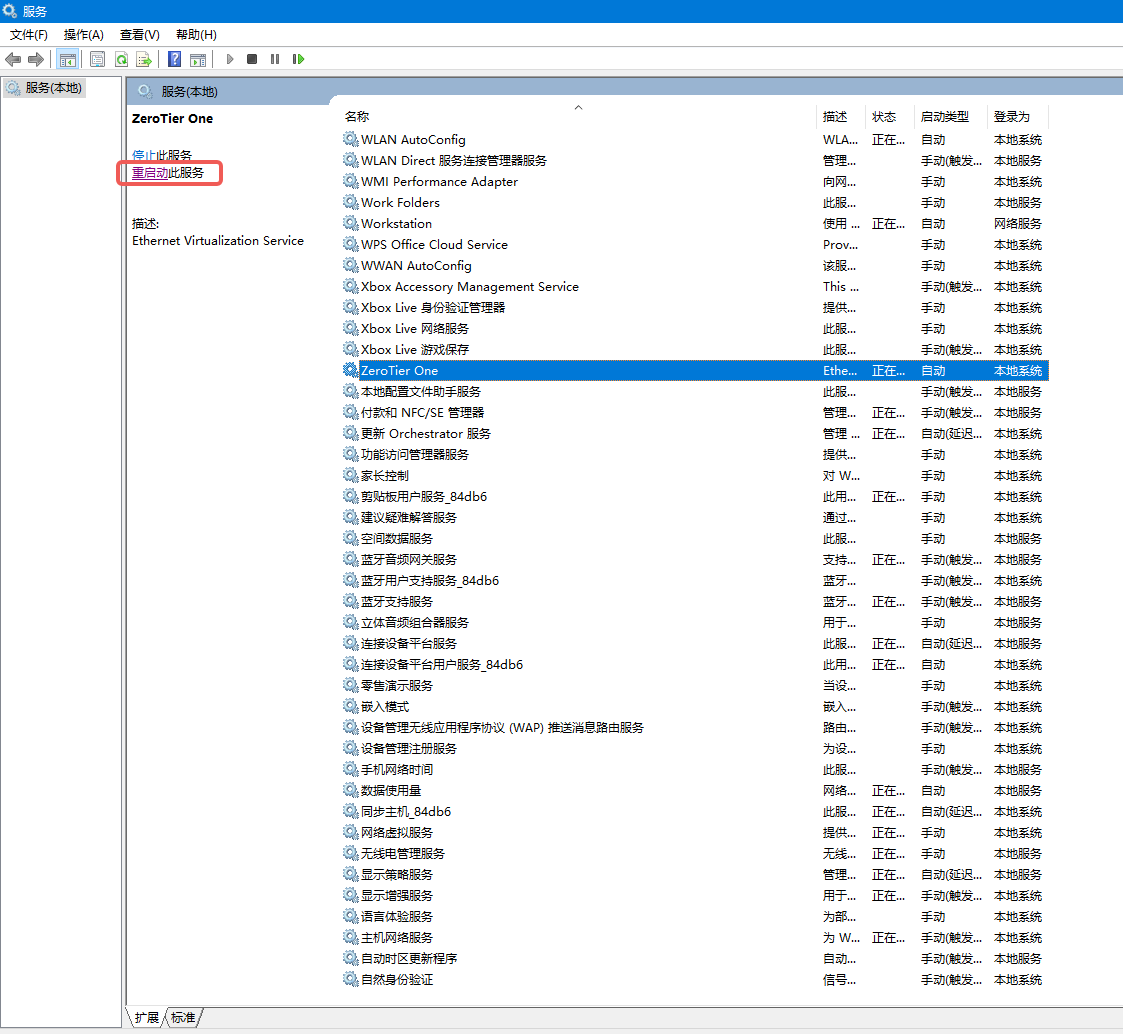 服务
文件(F) 操作(A) 查看(V) 帮助(H)
服务(本地)
服务(本地)
ZeroTier One
停止此服务
重启动此服务
描述:
Ethernet Virtualization Service
名称 描述 状态 启动类型 登录为
WLAN AutoConfig WLA... 正在... 自动 本地系统
WLAN Direct 服务连接管理器服务 管理... 手动(触发... 本地服务
WMI Performance Adapter 向网... 手动 本地系统
Work Folders 此服... 手动 本地服务
Workstation 使用 ... 正在... 自动 网络服务
WPS Office Cloud Service Prov... 手动 本地系统
WWAN AutoConfig 该服... 手动 本地系统
Xbox Accessory Management Service This ... 手动(触发... 本地系统
Xbox Live 身份验证管理器 提供... 手动 本地系统
Xbox Live 网络服务 此服... 手动 本地系统
Xbox Live 游戏保存 此服... 手动(触发... 本地系统
ZeroTier One Ethe... 正在... 自动 本地系统
本地配置文件助手服务 此服... 手动(触发... 本地系统
付款和 NFC/SE 管理器 管理... 正在... 手动(触发... 本地服务
更新 Orchestrator 服务 管理 ... 正在... 自动(延迟... 本地系统
功能访问管理器服务 提供... 手动 本地系统
家长控制 对 W... 手动 本地系统
剪贴板用户服务_84db6 此用... 正在... 手动 本地系统
建议疑难解答服务 通过... 手动 本地系统
空间数据服务 此服... 手动 本地服务
蓝牙音频网关服务 支持... 正在... 手动(触发... 本地服务
蓝牙用户支持服务_84db6 蓝牙... 手动(触发... 本地系统
蓝牙支持服务 蓝牙... 正在... 手动(触发... 本地服务
立体音频组合器服务 用于... 手动 本地服务
连接设备平台服务 此服... 正在... 自动(延迟... 本地服务
连接设备平台用户服务_84db6 此用... 正在... 自动 本地系统
零售演示服务 当设... 手动 本地系统
嵌入模式 嵌入... 手动(触发... 本地系统
设备管理无线应用程序协议 (WAP) 推送消息路由服务 路由... 手动(触发... 本地系统
设备管理注册服务 为设... 手动 本地系统
手机网络时间 此服... 手动(触发... 本地服务
数据使用量 网络... 正在... 自动 本地服务
同步主机_84db6 此服... 正在... 自动(延迟... 本地系统
网络虚拟服务 提供... 正在... 手动 本地系统
无线电管理服务 无线... 正在... 手动 本地服务
显示策略服务 管理... 正在... 自动(延迟... 本地服务
显示增强服务 用于... 正在... 手动(触发... 本地系统
语言体验服务 为部... 手动 本地系统
主机网络服务 为 W... 正在... 手动(触发... 本地系统
自动时区更新程序 自动... 手动(触发... 本地服务
自然身份验证 信号... 手动(触发... 本地系统
扩展 标准